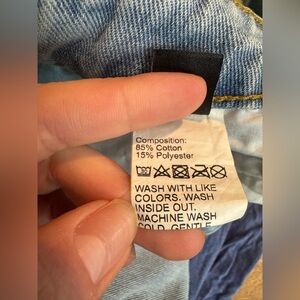 Composition:
85% Cotton
15% Polyester
WASH WITH LIKE
COLORS. WASH
INSIDE OUT.
MACHINE WASH
COLD, GENTLE